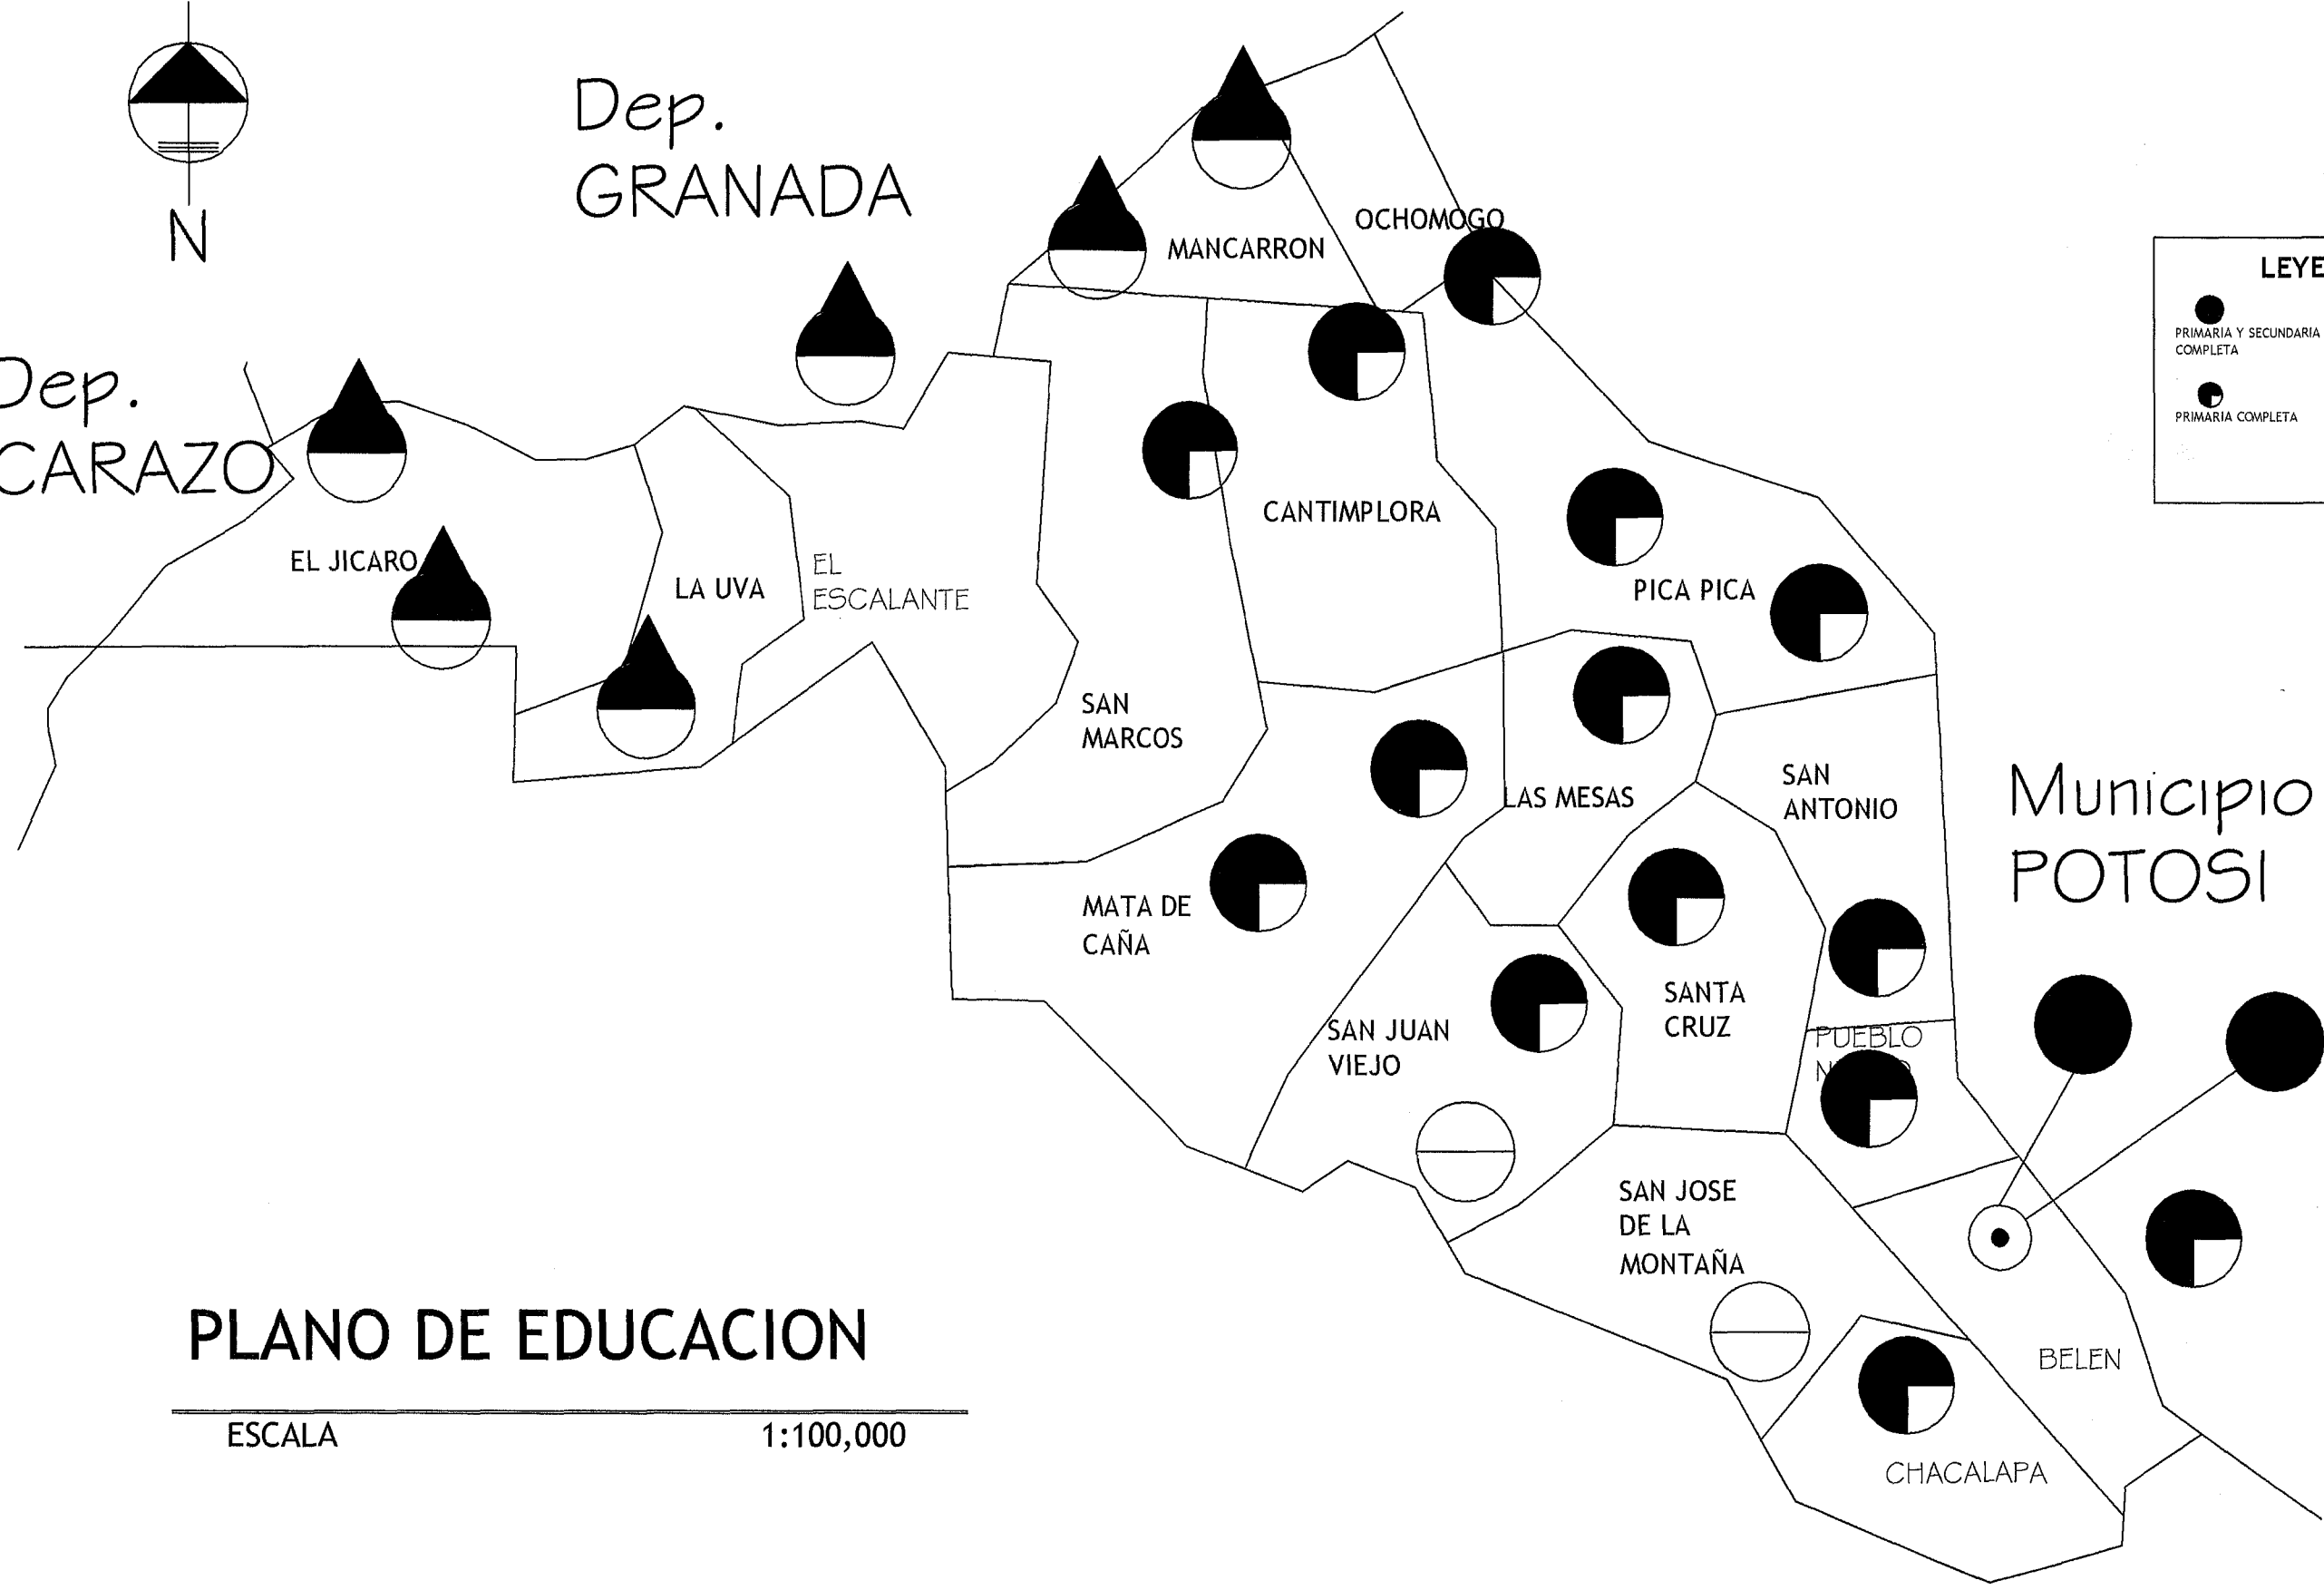 N
Dep.
GRANADA
Dep.
CARAZO
MANCARRON
OCHOMOGO
LEYE
PRIMARIA Y SECUNDARIA
COMPLETA
PRIMARIA COMPLETA
EL JICARO
LA UVA
EL
ESCALANTE
CANTIMPLORA
PICA PICA
SAN
MARCOS
LAS MESAS
SAN
ANTONIO
Municipio
POTOSI
MATA DE
CAÑA
SAN JUAN
VIEJO
SANTA
CRUZ
PUEBLO
SAN JOSE
DE LA
MONTAÑA
BELEN
CHACALAPA
PLANO DE EDUCACION
ESCALA 1:100,000